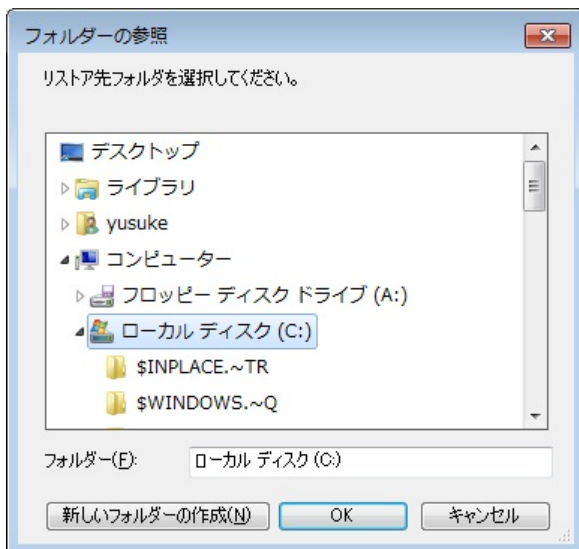 フォルダーの参照
リストア先フォルダを選択してください。
デスクトップ
ライブラリ
yusuke
コンピューター
フロッピー ディスク ドライブ (A:)
ローカル ディスク (C:)
$INPLACE.~TR
$WINDOWS.~Q
フォルダー(F): ローカル ディスク (C:)
新しいフォルダーの作成(N) OK キャンセル